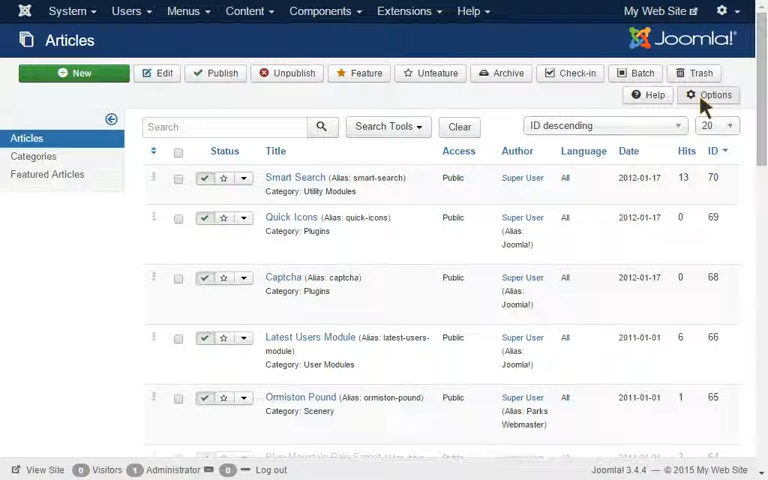 System Users Menus Content Components Extensions Help My Web Site
Articles Joomla!®
New Edit Publish Unpublish Feature Unfeature Archive Check-in Batch Trash
Help Options
Search Search Tools Clear ID descending 20
Articles
Categories
Featured Articles
Status Title Access Author Language Date Hits ID
Smart Search (Alias: smart-search) Public Super User All 2012-01-17 13 70
Category: Utility Modules
Quick Icons (Alias: quick-icons) Public Super User All 2012-01-17 0 69
Category: Plugins (Alias:
Joomla!)
Captcha (Alias: captcha) Public Super User All 2012-01-17 0 68
Category: Plugins (Alias:
Joomla!)
Latest Users Module (Alias: latest-users- Public Super User All 2011-01-01 6 66
module) (Alias:
Category: User Modules Joomla!)
Ormiston Pound (Alias: ormiston-pound) Public Super User All 2011-01-01 1 65
Category: Scenery (Alias: Parks
Webmaster)
View Site 0 Visitors 1 Administrator 0 Log out Joomla! 3.4.4 — © 2015 My Web Site